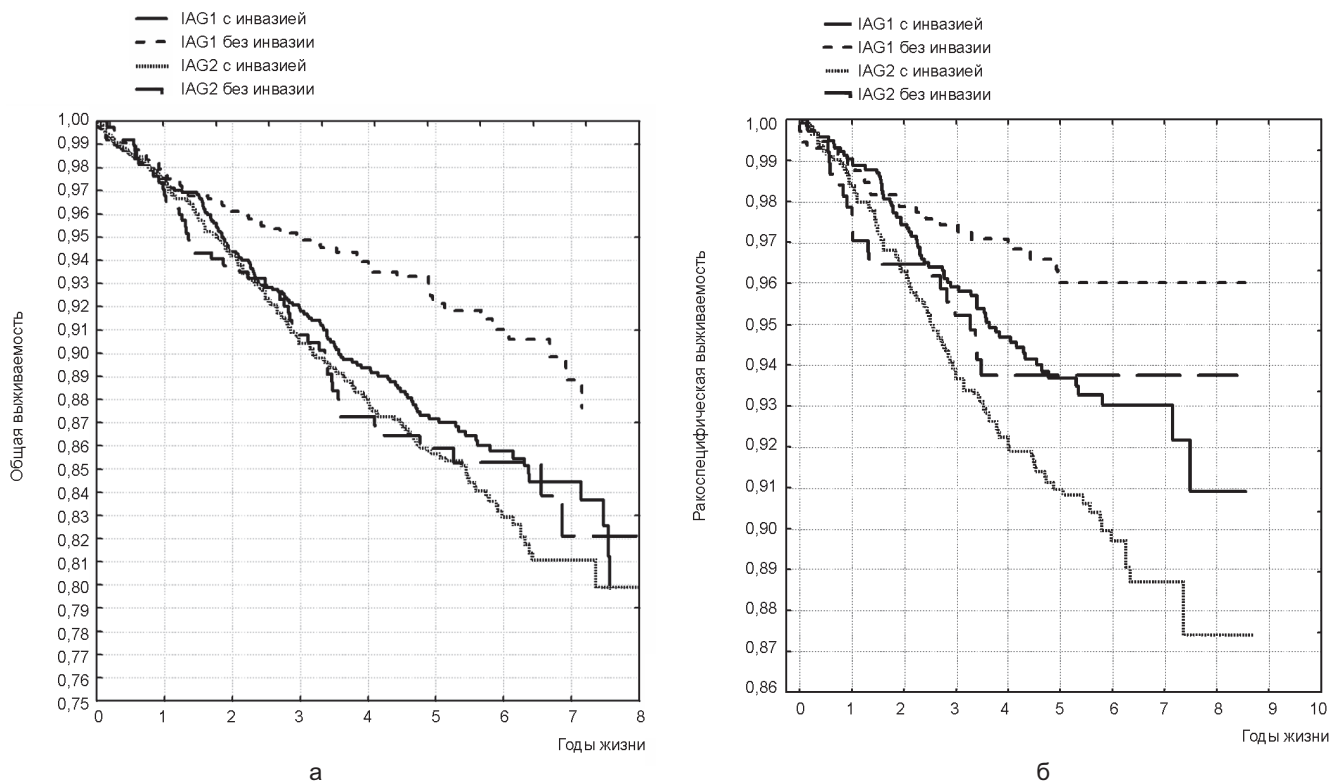 IAG1 с инвазией
IAG1 без инвазии
IAG2 с инвазией
IAG2 без инвазии
Общая выживаемость
1,00
0,99
0,98
0,97
0,96
0,94
0,93
0,92
0,91
0,90
0,89
0,88
0,87
0,86
0,85
0,84
0,83
0,82
0,81
0,80
0,79
0,78
0,77
0,76
0,75
0 1 2 3 4 5 6 7 8
Годы жизни
а
IAG1 с инвазией
IAG1 без инвазии
IAG2 с инвазией
IAG2 без инвазии
Ракоспецифическая выживаемость
1,00
0,99
0,98
0,97
0,96
0,95
0,94
0,93
0,92
0,91
0,90
0,89
0,88
0,87
0,86
0 1 2 3 4 5 6 7 8 9 10
Годы жизни
б